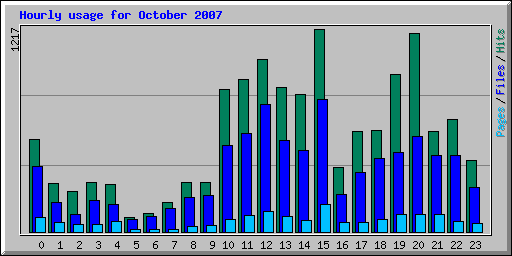 Hourly usage for October 2007
1217
Pages/Files/Hits
0 1 2 3 4 5 6 7 8 9 10 11 12 13 14 15 16 17 18 19 20 21 22 23